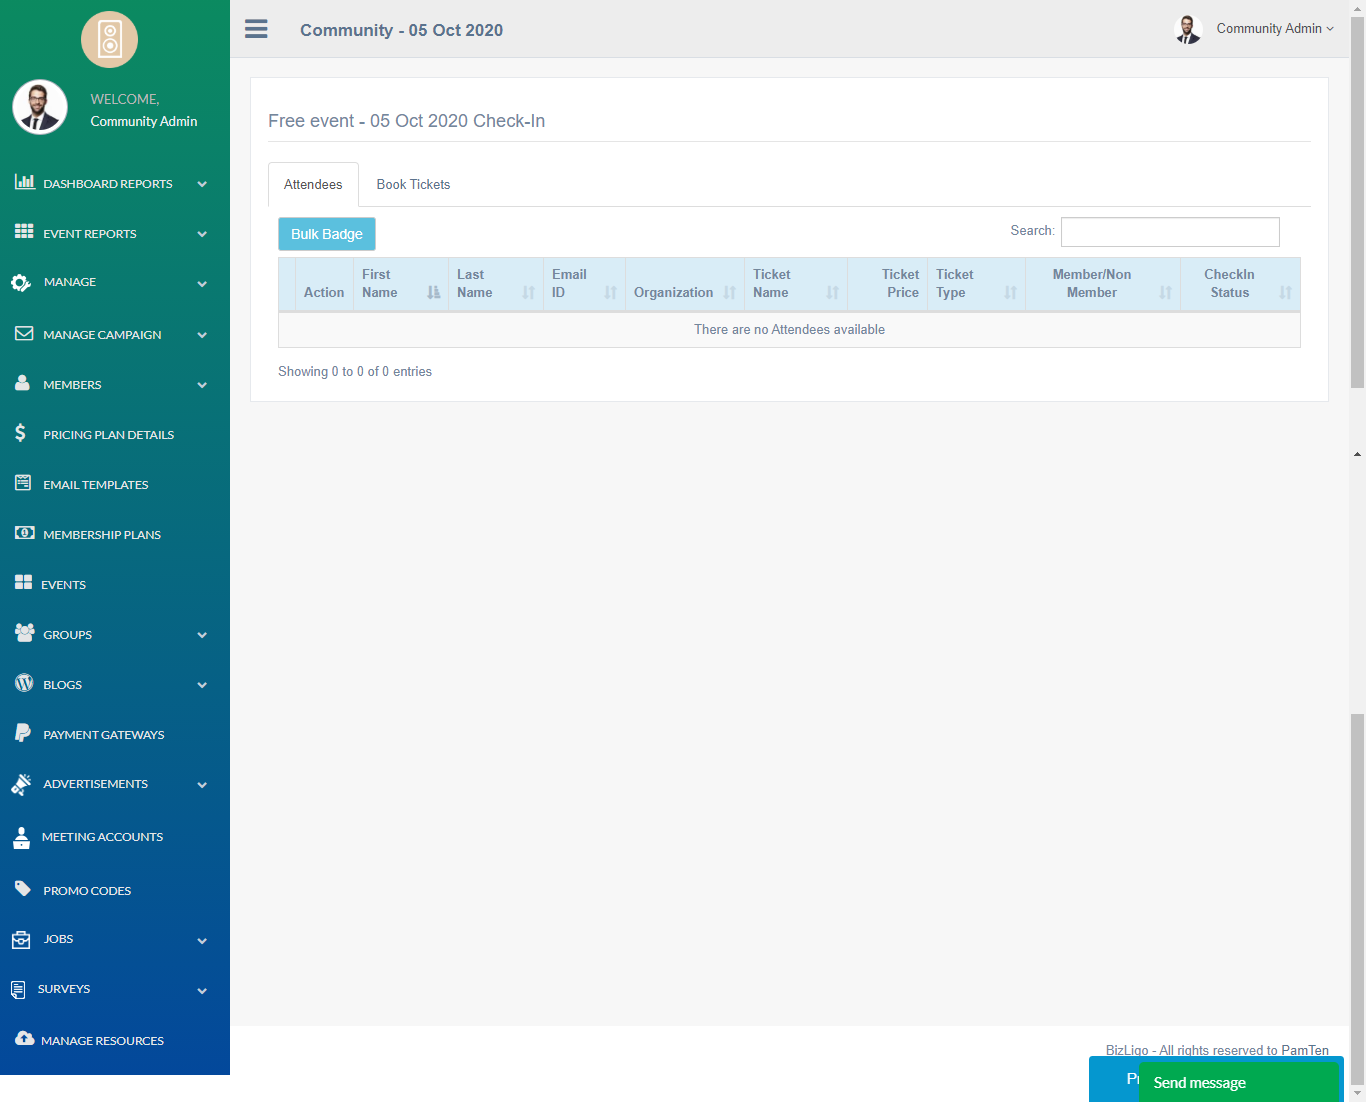 Community - 05 Oct 2020
Community Admin
WELCOME,
Community Admin
DASHBOARD REPORTS
EVENT REPORTS
MANAGE
MANAGE CAMPAIGN
MEMBERS
PRICING PLAN DETAILS
EMAIL TEMPLATES
MEMBERSHIP PLANS
EVENTS
GROUPS
BLOGS
PAYMENT GATEWAYS
ADVERTISEMENTS
MEETING ACCOUNTS
PROMO CODES
JOBS
SURVEYS
MANAGE RESOURCES
Free event - 05 Oct 2020 Check-In
Attendees Book Tickets
Bulk Badge
Search:
Action
First
Name
Last
Name
Email
ID
Organization
Ticket
Name
Ticket
Price
Ticket
Type
Member/Non
Member
CheckIn
Status
There are no Attendees available
Showing 0 to 0 of 0 entries
BizLigo - All rights reserved to PamTen
Send message